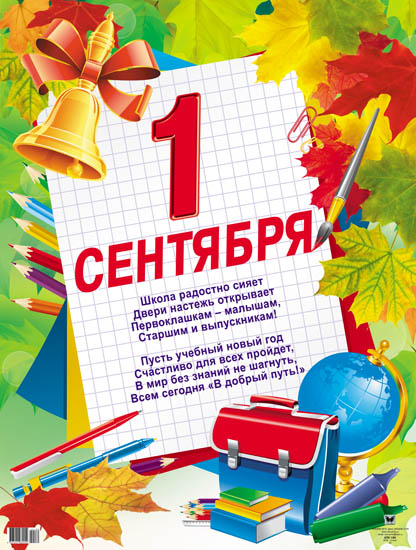 1
СЕНТЯБРЯ
Школа радостно сияет
Двери настежь открывает
Первоклашкам – малышам,
Старшим и выпускникам!
Пусть учебный новый год
Счастливо для всех пройдет,
В мир без знаний не шагнуть,
Всем сегодня «В добрый путь!»